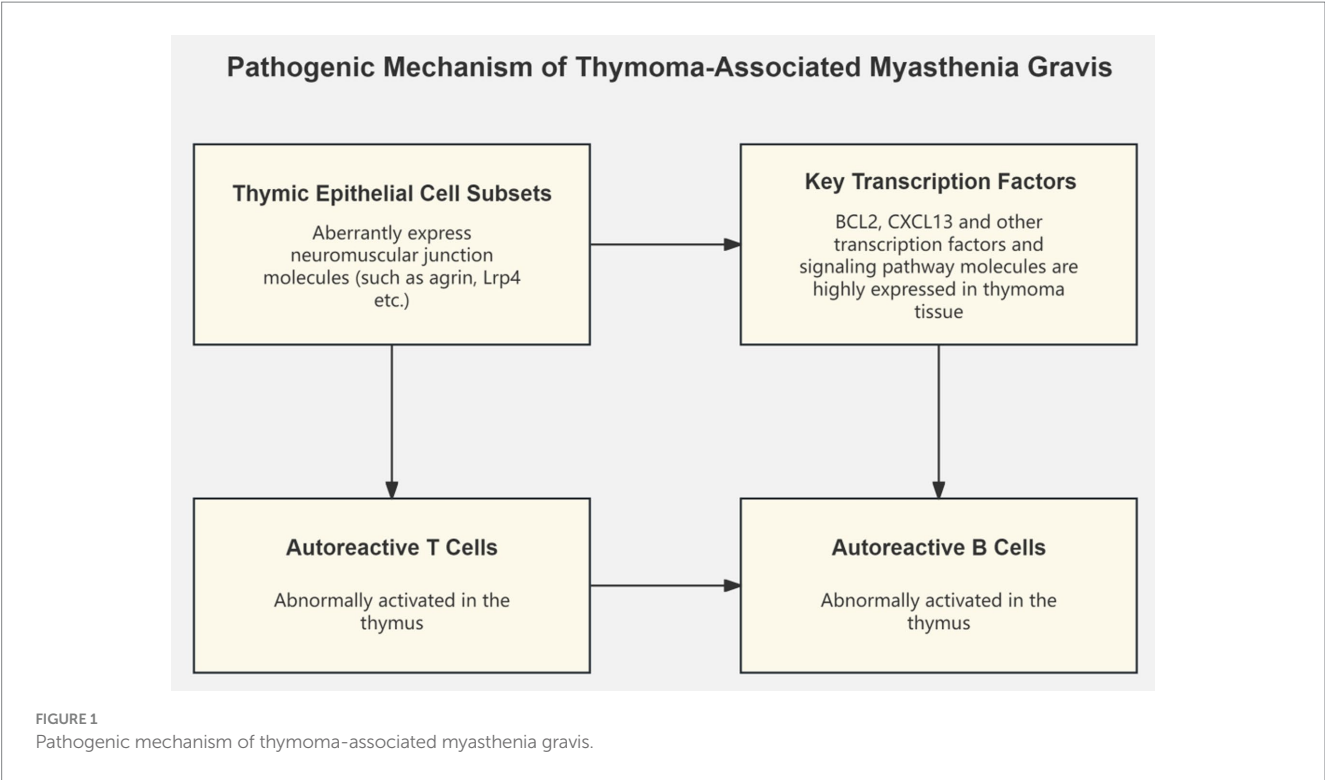 Pathogenic Mechanism of Thymoma-Associated Myasthenia Gravis
Thymic Epithelial Cell Subsets
Aberrantly express
neuromuscular junction
molecules (such as agrin, Lrp4
etc.)
Key Transcription Factors
BCL2, CXCL13 and other
transcription factors and
signaling pathway molecules are
highly expressed in thymoma
tissue
Autoreactive T Cells
Abnormally activated in the
thymus
Autoreactive B Cells
Abnormally activated in the
thymus
FIGURE 1
Pathogenic mechanism of thymoma-associated myasthenia gravis.